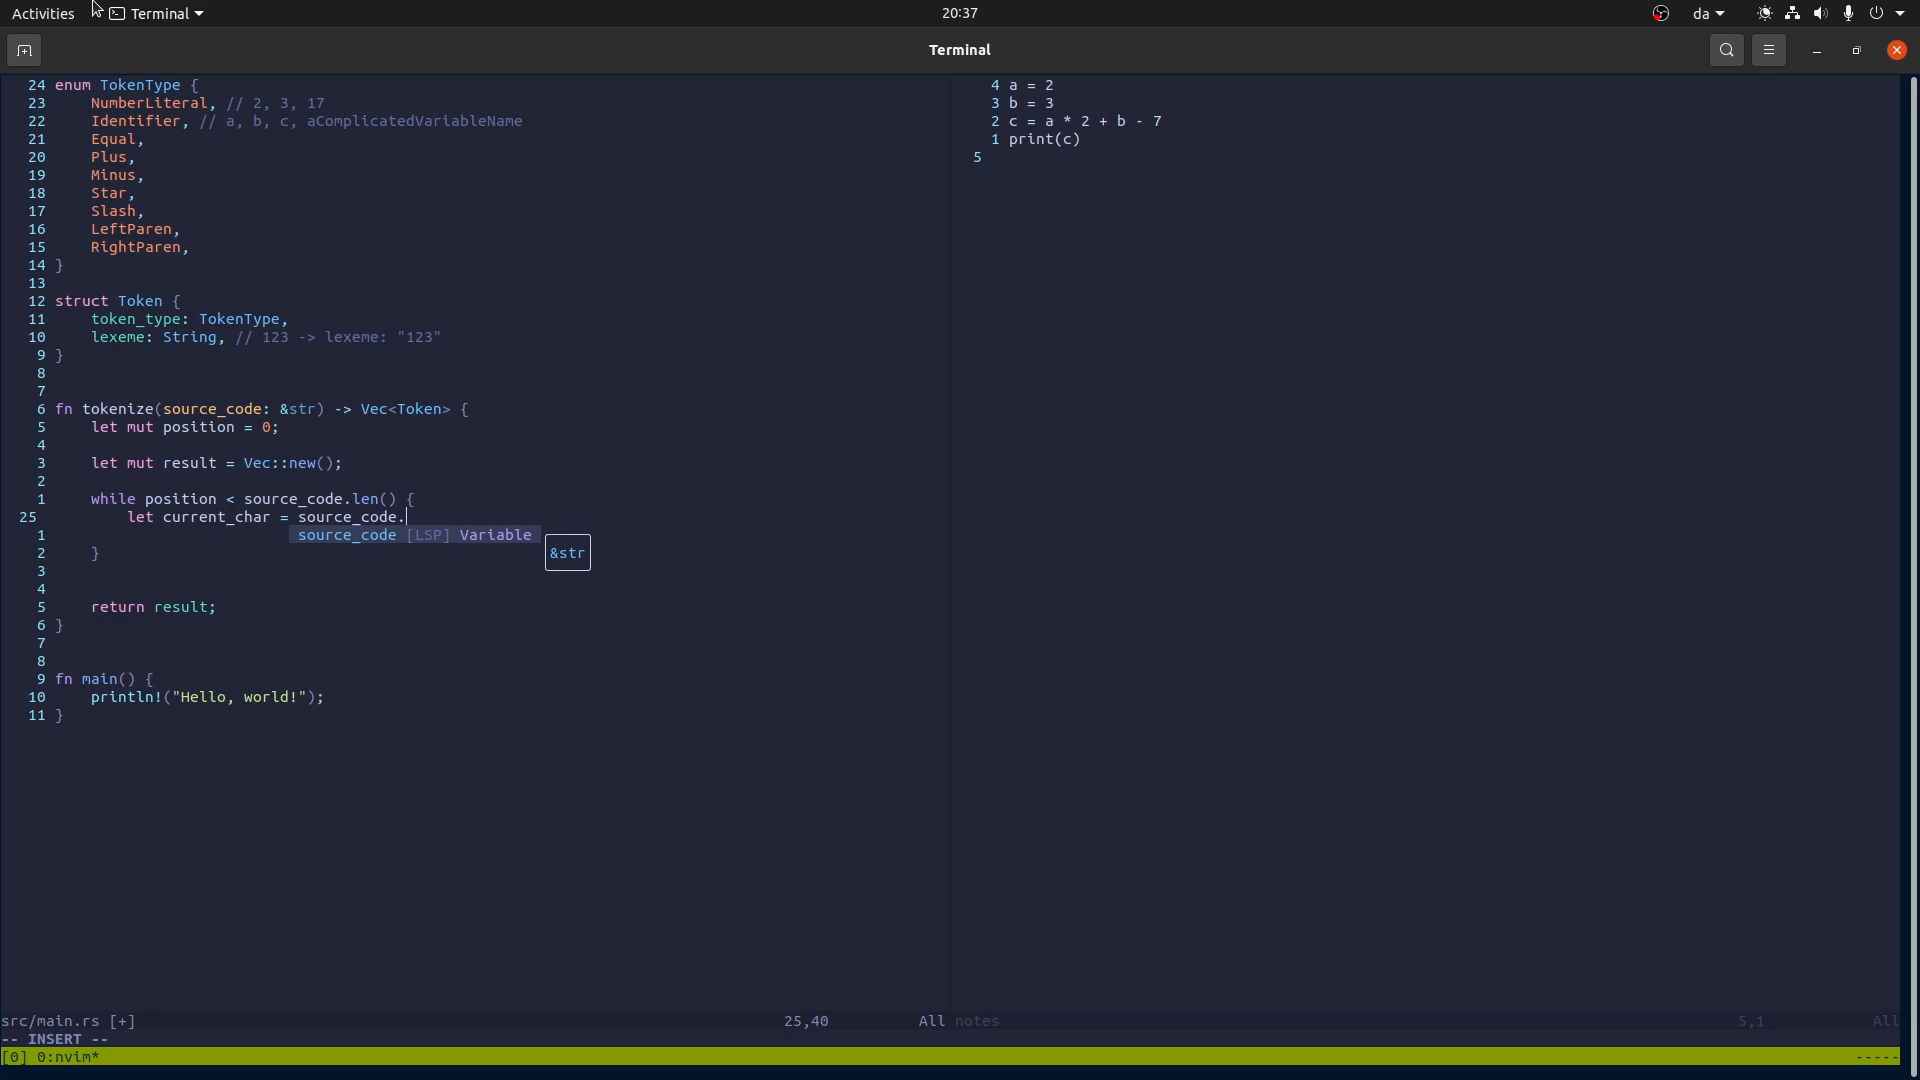 Activities
Terminal
20:37
da
Terminal
24 enum TokenType {
23     NumberLiteral, // 2, 3, 17
22     Identifier, // a, b, c, aComplicatedVariableName
21     Equal,
20     Plus,
19     Minus,
18     Star,
17     Slash,
16     LeftParen,
15     RightParen,
14 }
13
12 struct Token {
11     token_type: TokenType,
10     lexeme: String, // 123 -> lexeme: "123"
9 }
8
7
6 fn tokenize(source_code: &str) -> Vec<Token> {
5     let mut position = 0;
4
3     let mut result = Vec::new();
2
1     while position < source_code.len() {
25         let current_char = source_code.
1 source_code [LSP] Variable
2     } &str
3
4
5     return result;
6 }
7
8
9 fn main() {
10     println!("Hello, world!");
11 }
4 a = 2
3 b = 3
2 c = a * 2 + b - 7
1 print(c)
5
src/main.rs [+] 25,40 All notes 5,1 All
-- INSERT --
[0] 0:nvim* -----